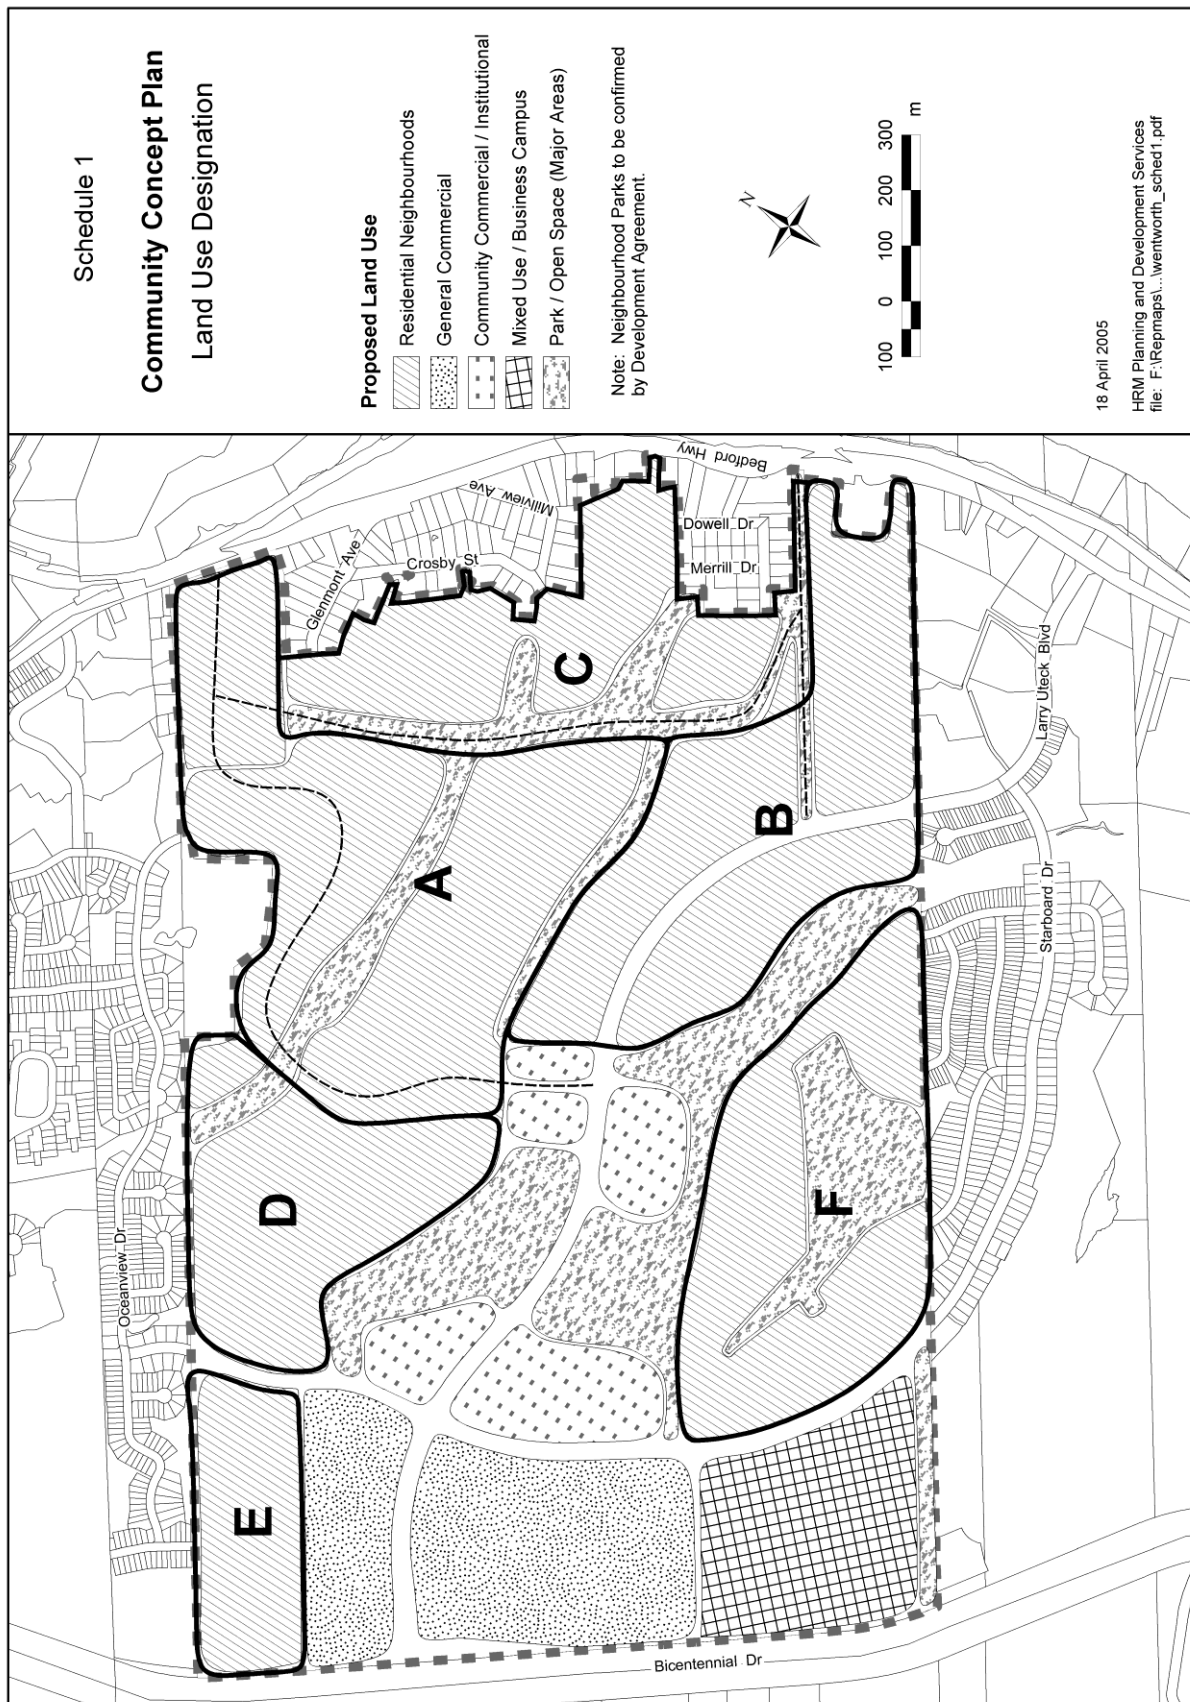 Schedule 1
Community Concept Plan
Land Use Designation
Proposed Land Use
Residential Neighbourhoods
General Commercial
Community Commercial / Institutional
Mixed Use / Business Campus
Park / Open Space (Major Areas)
Note: Neighbourhood Parks to be confirmed
by Development Agreement.
N
100 0 100 200 300
m
18 April 2005
HRM Planning and Development Services
file: F:\Repmaps\...\wentworth_sched1.pdf
Bedford Hwy
Millview Ave
Glenmont Ave
Crosby St
Dowell Dr
Merrill Dr
Larry Uteck Blvd
Starboard Dr
Oceanview Dr
Bicentennial Dr
A
B
C
D
E
F